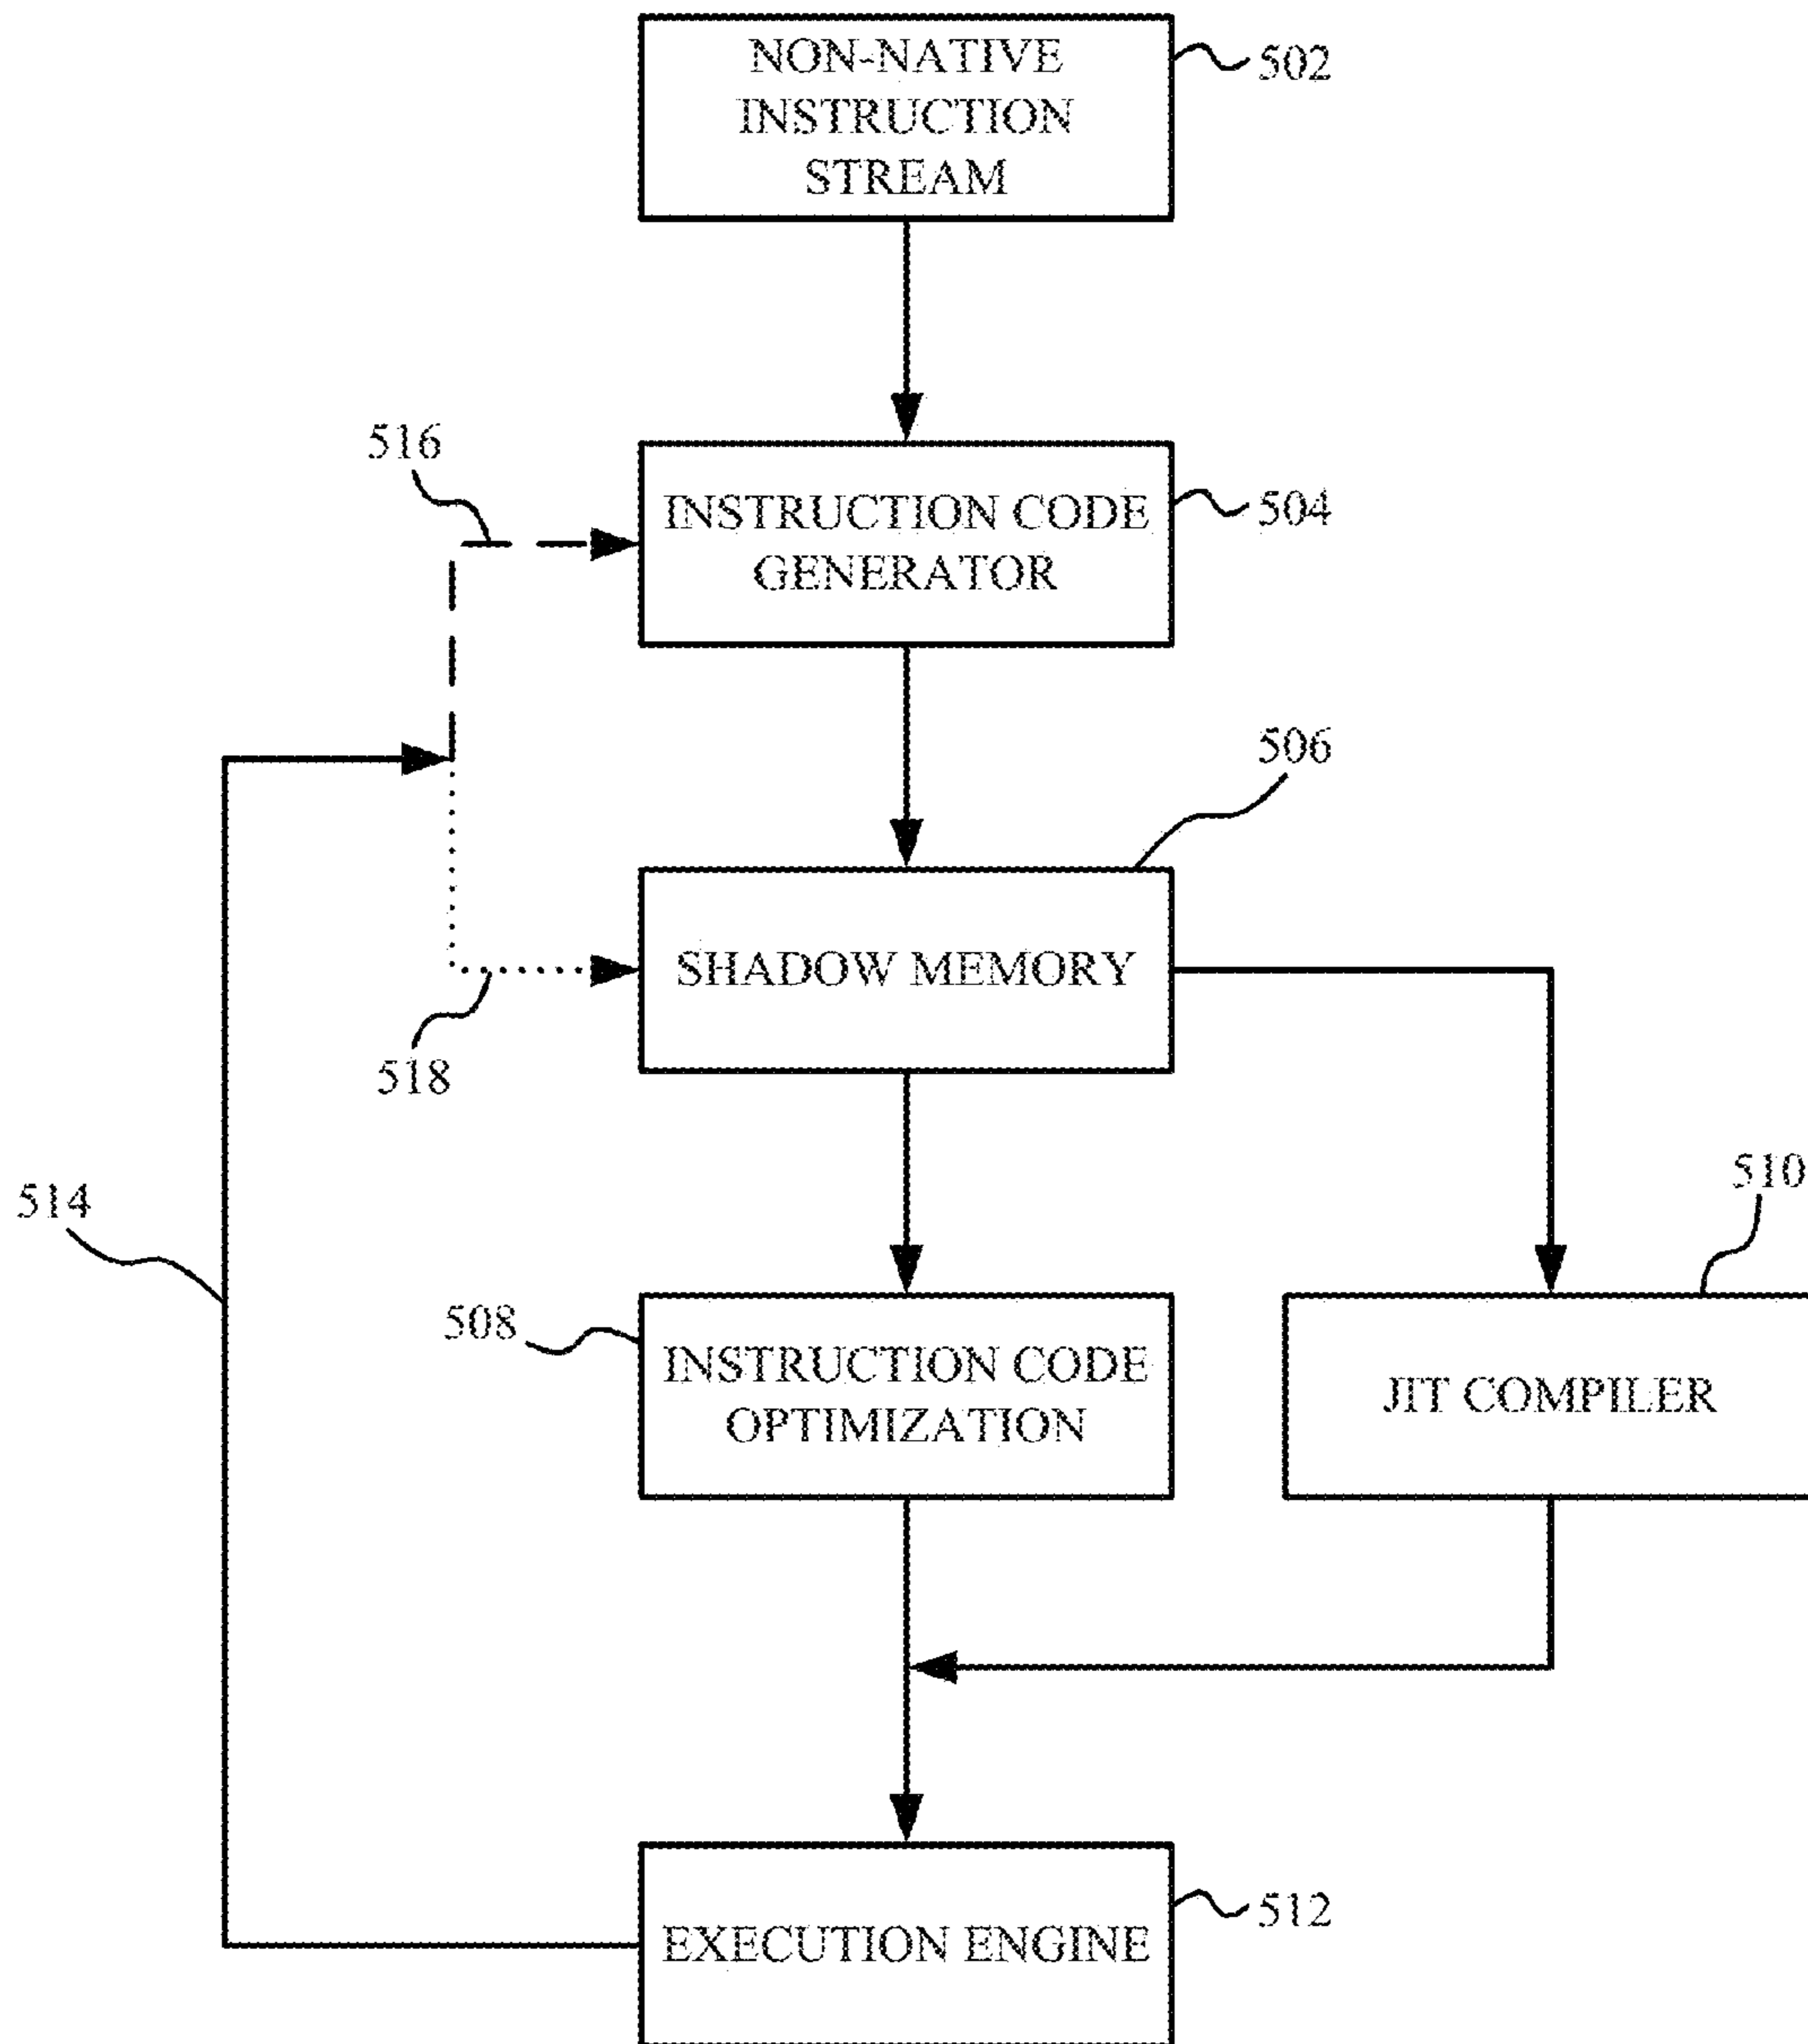 NON-NATIVE
INSTRUCTION
STREAM
502
516
INSTRUCTION CODE
GENERATOR
504
506
SHADOW MEMORY
518
514
510
508
INSTRUCTION CODE
OPTIMIZATION
JIT COMPILER
EXECUTION ENGINE
512